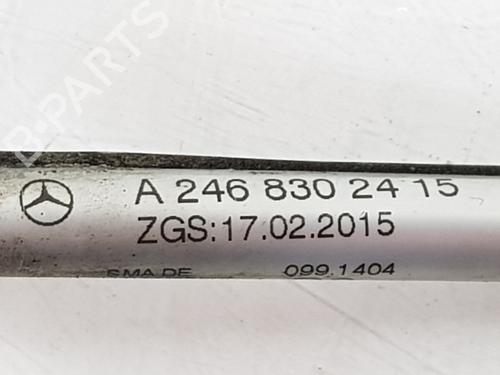 B-PARTS
A 246 830 24 15
ZGS:17.02.2015
SMA DE 099.1404